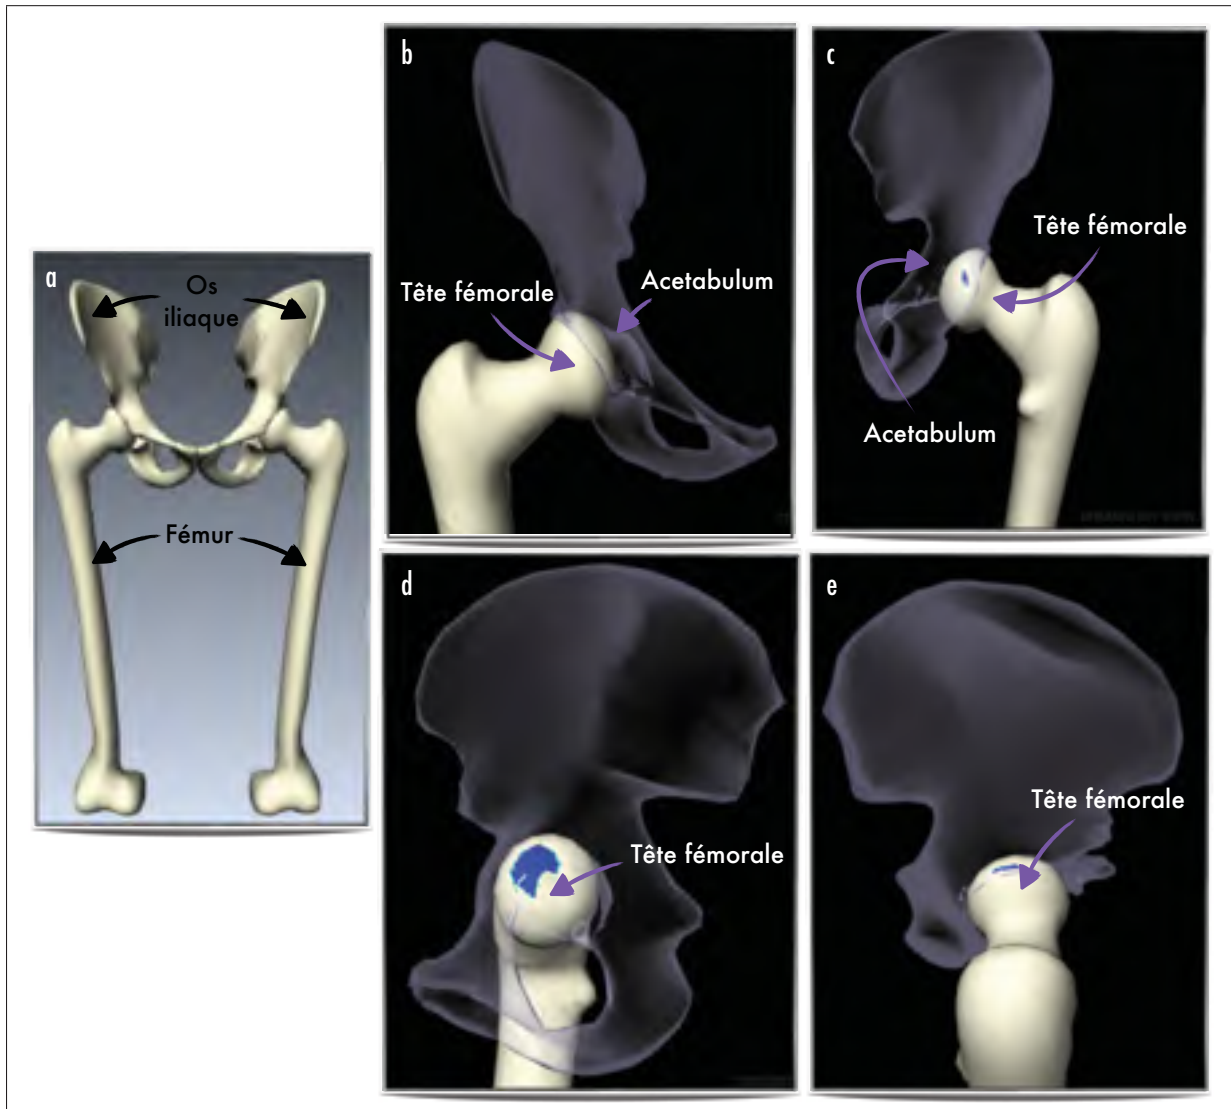 a
Os
iliaque
Fémur
b
Tête fémorale
Acetabulum
c
Tête fémorale
Acetabulum
d
Tête fémorale
e
Tête fémorale